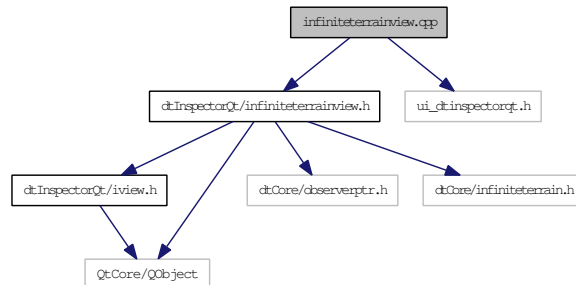 infiniteterrainview.cpp
dtInspectorQt/infiniteterrainview.h
ui_dtinspectorqt.h
dtInspectorQt/iview.h
dtCore/observerptr.h
dtCore/infiniteterrain.h
QtCore/QObject